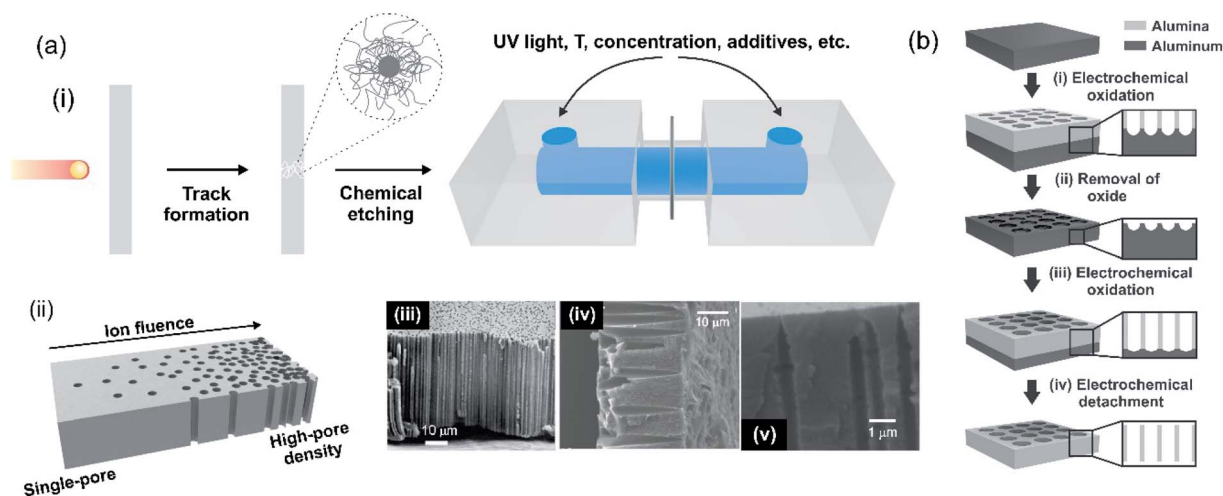 (a)
(i)
UV light, T, concentration, additives, etc.
Track
formation
Chemical
etching
(ii)
Ion fluence
Single-pore
High-pore
density
(iii)
10 μm
(iv)
10 μm
(v)
1 μm
(b)
Alumina
Aluminum
(i) Electrochemical
oxidation
(ii) Removal of
oxide
(iii) Electrochemical
oxidation
(iv) Electrochemical
detachment